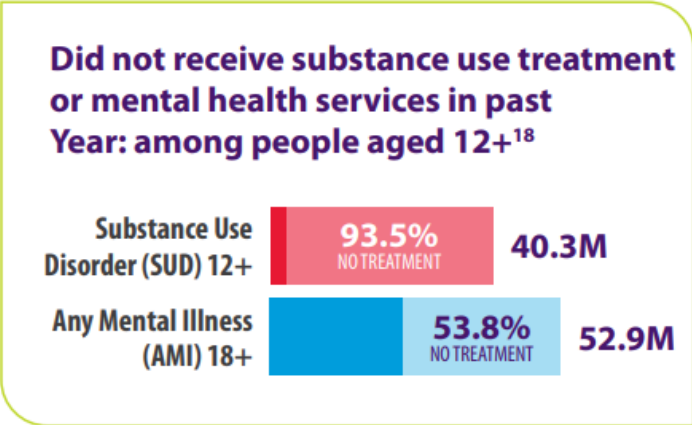 Did not receive substance use treatment
or mental health services in past
Year: among people aged 12+18
Substance Use
Disorder (SUD) 12+
93.5%
NO TREATMENT
40.3M
Any Mental Illness
(AMI) 18+
53.8%
NO TREATMENT
52.9M